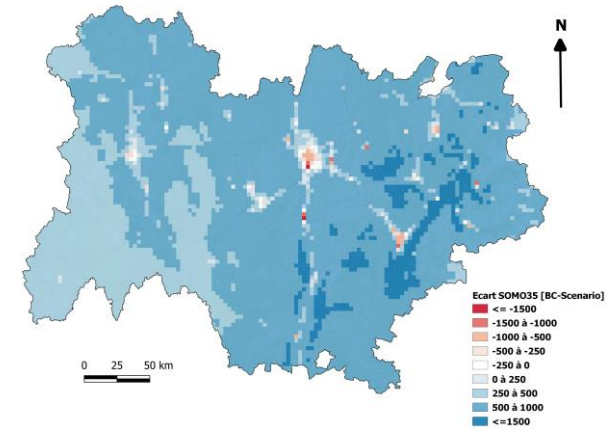 N
0 25 50 km
Ecart SOMO35 [BC-Scenario]
<= -1500
-1500 à -1000
-1000 à -500
-500 à -250
-250 à 0
0 à 250
250 à 500
500 à 1000
<=1500